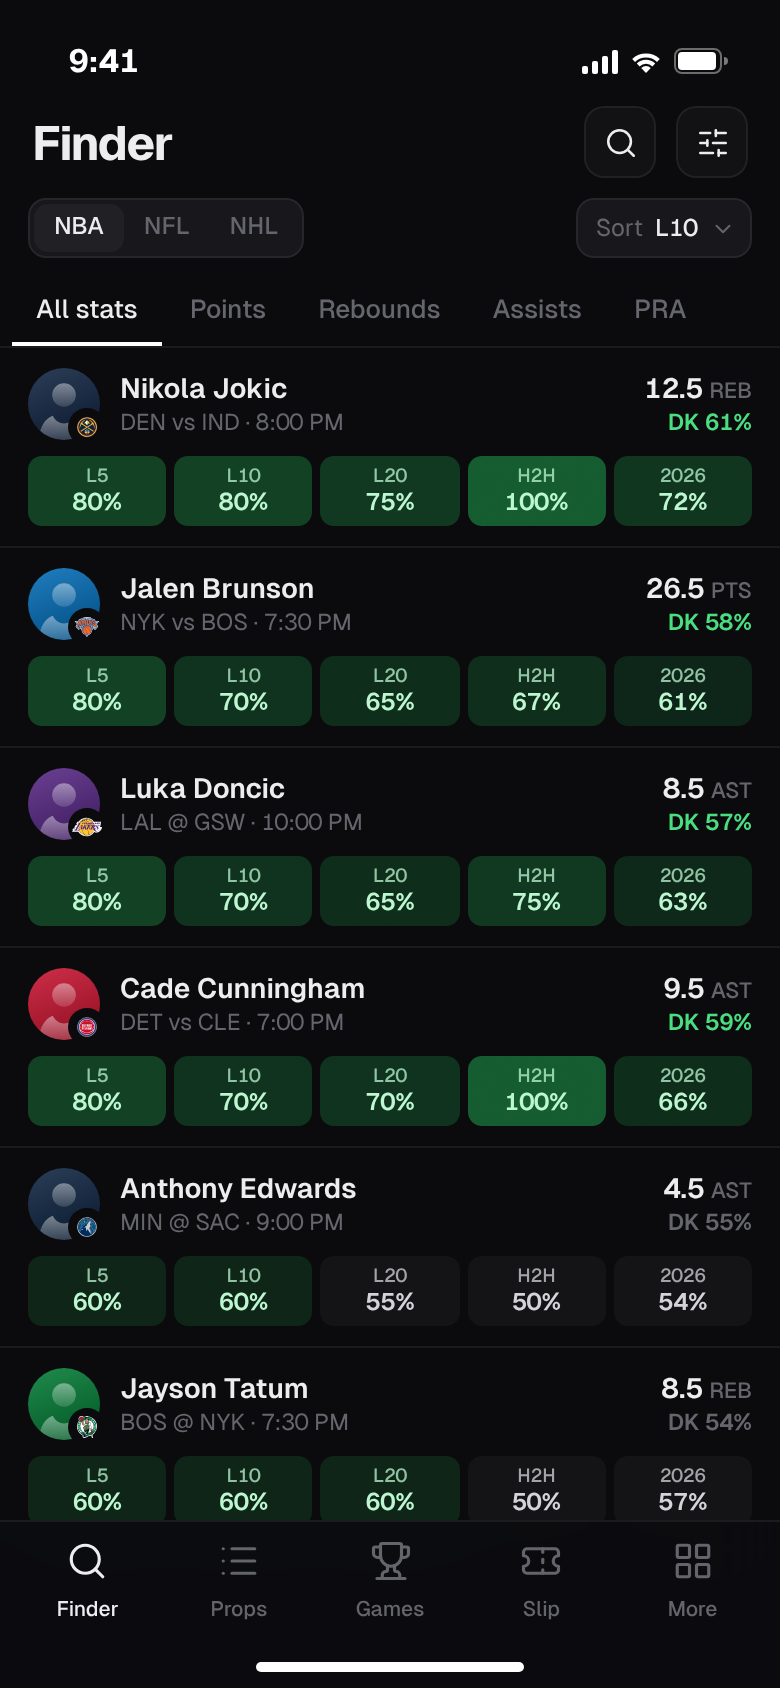 9:41
Finder
NBA NFL NHL Sort L10
All stats Points Rebounds Assists PRA
Nikola Jokic 12.5 REB
DEN vs IND · 8:00 PM DK 61%
L5 L10 L20 H2H 2026
80% 80% 75% 100% 72%
Jalen Brunson 26.5 PTS
NYK vs BOS · 7:30 PM DK 58%
L5 L10 L20 H2H 2026
80% 70% 65% 67% 61%
Luka Doncic 8.5 AST
LAL @ GSW · 10:00 PM DK 57%
L5 L10 L20 H2H 2026
80% 70% 65% 75% 63%
Cade Cunningham 9.5 AST
DET vs CLE · 7:00 PM DK 59%
L5 L10 L20 H2H 2026
80% 70% 70% 100% 66%
Anthony Edwards 4.5 AST
MIN @ SAC · 9:00 PM DK 55%
L5 L10 L20 H2H 2026
60% 60% 55% 50% 54%
Jayson Tatum 8.5 REB
BOS @ NYK · 7:30 PM DK 54%
L5 L10 L20 H2H 2026
60% 60% 60% 50% 57%
Finder Props Games Slip More